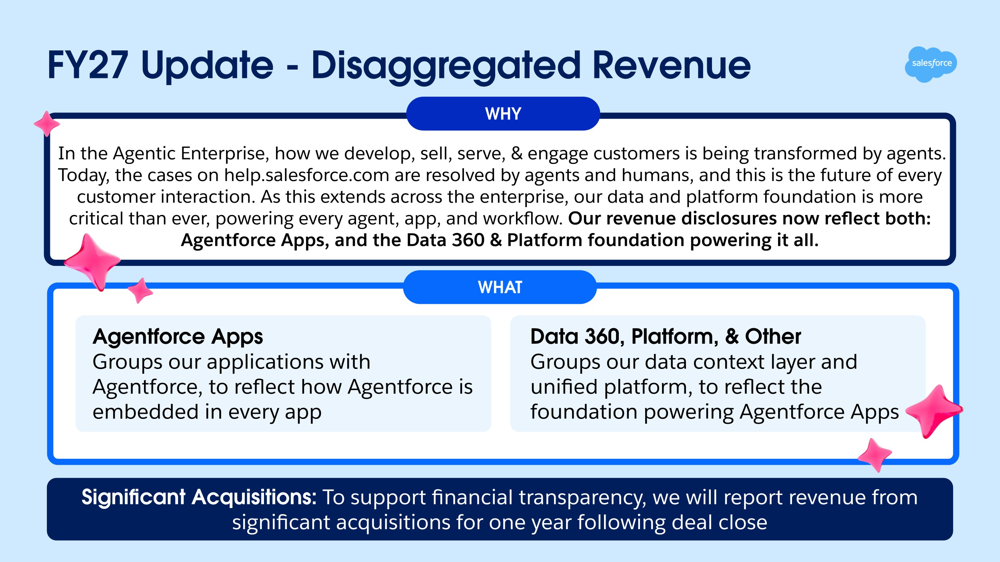 FY27 Update - Disaggregated Revenue
salesforce
WHY
In the Agentic Enterprise, how we develop, sell, serve, & engage customers is being transformed by agents.
Today, the cases on help.salesforce.com are resolved by agents and humans, and this is the future of every
customer interaction. As this extends across the enterprise, our data and platform foundation is more
critical than ever, powering every agent, app, and workflow. Our revenue disclosures now reflect both:
Agentforce Apps, and the Data 360 & Platform foundation powering it all.
WHAT
Agentforce Apps
Groups our applications with
Agentforce, to reflect how Agentforce is
embedded in every app
Data 360, Platform, & Other
Groups our data context layer and
unified platform, to reflect the
foundation powering Agentforce Apps
Significant Acquisitions: To support financial transparency, we will report revenue from
significant acquisitions for one year following deal close